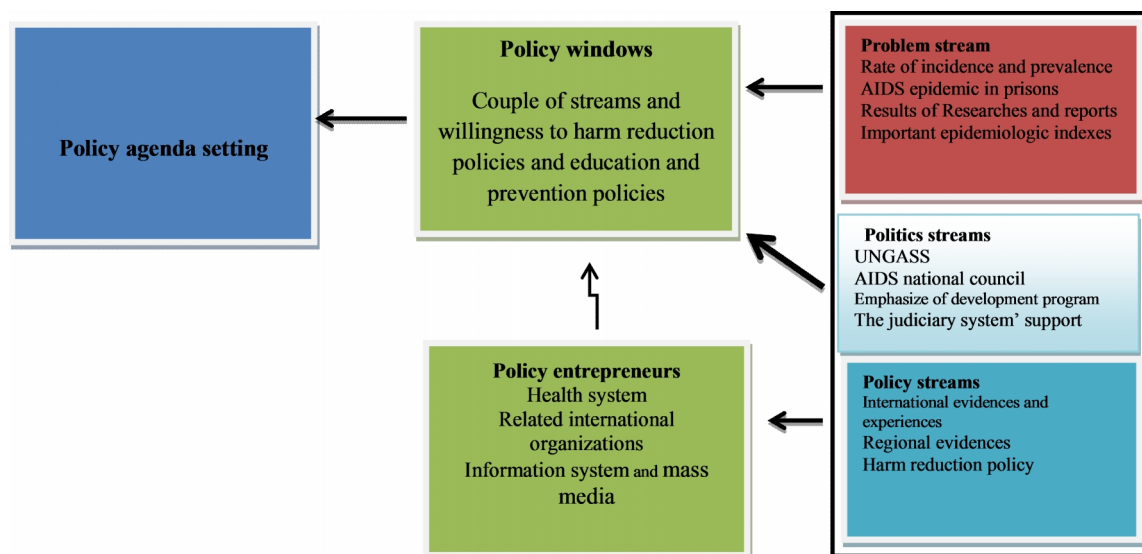 Policy agenda setting
Policy windows
Couple of streams and
willingness to harm reduction
policies and education and
prevention policies
Policy entrepreneurs
Health system
Related international
organizations
Information system and mass
media
Problem stream
Rate of incidence and prevalence
AIDS epidemic in prisons
Results of Researches and reports
Important epidemiologic indexes
Politics streams
UNGASS
AIDS national council
Emphasize of development program
The judiciary system’ support
Policy streams
International evidences and
experiences
Regional evidences
Harm reduction policy